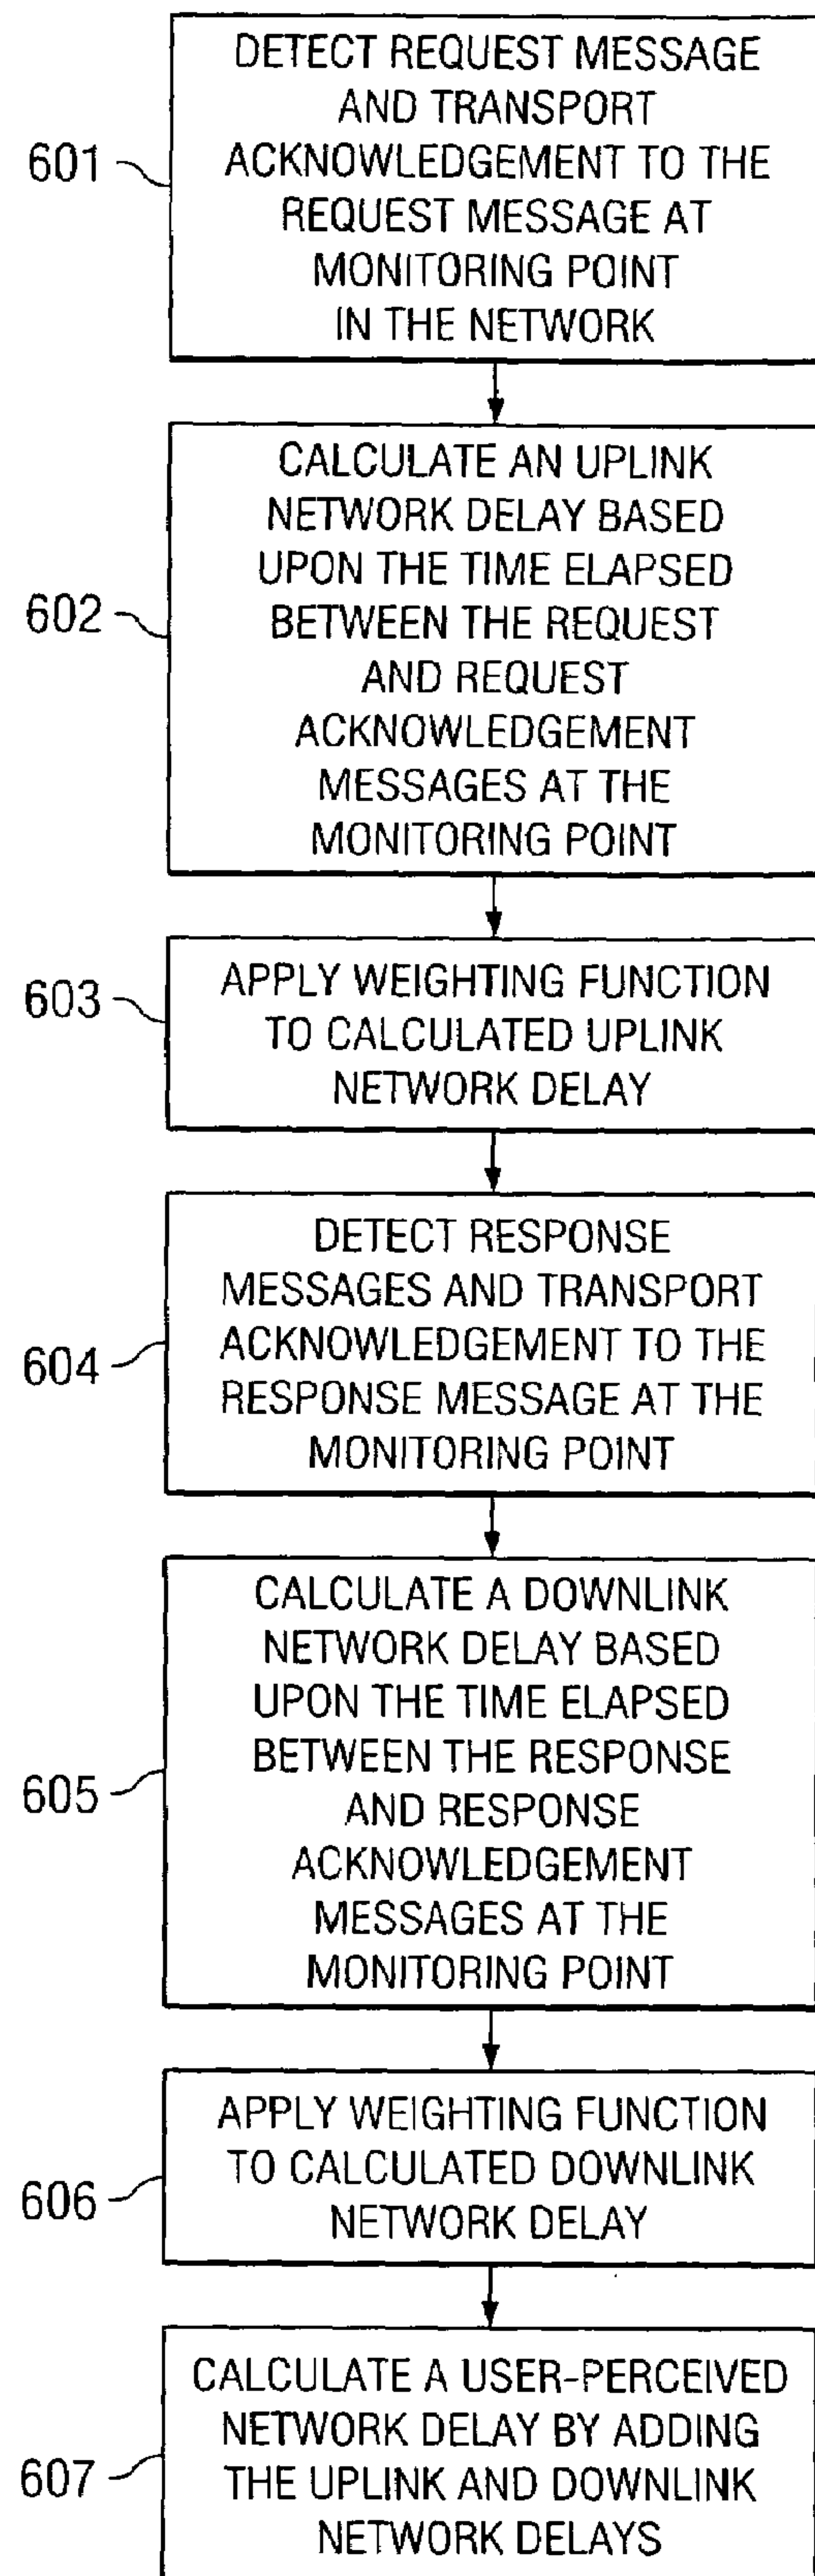 601
DETECT REQUEST MESSAGE
AND TRANSPORT
ACKNOWLEDGEMENT TO THE
REQUEST MESSAGE AT
MONITORING POINT
IN THE NETWORK
602
CALCULATE AN UPLINK
NETWORK DELAY BASED
UPON THE TIME ELAPSED
BETWEEN THE REQUEST
AND REQUEST
ACKNOWLEDGEMENT
MESSAGES AT THE
MONITORING POINT
603
APPLY WEIGHTING FUNCTION
TO CALCULATED UPLINK
NETWORK DELAY
604
DETECT RESPONSE
MESSAGES AND TRANSPORT
ACKNOWLEDGEMENT TO THE
RESPONSE MESSAGE AT THE
MONITORING POINT
605
CALCULATE A DOWNLINK
NETWORK DELAY BASED
UPON THE TIME ELAPSED
BETWEEN THE RESPONSE
AND RESPONSE
ACKNOWLEDGEMENT
MESSAGES AT THE
MONITORING POINT
606
APPLY WEIGHTING FUNCTION
TO CALCULATED DOWNLINK
NETWORK DELAY
607
CALCULATE A USER-PERCEIVED
NETWORK DELAY BY ADDING
THE UPLINK AND DOWNLINK
NETWORK DELAYS